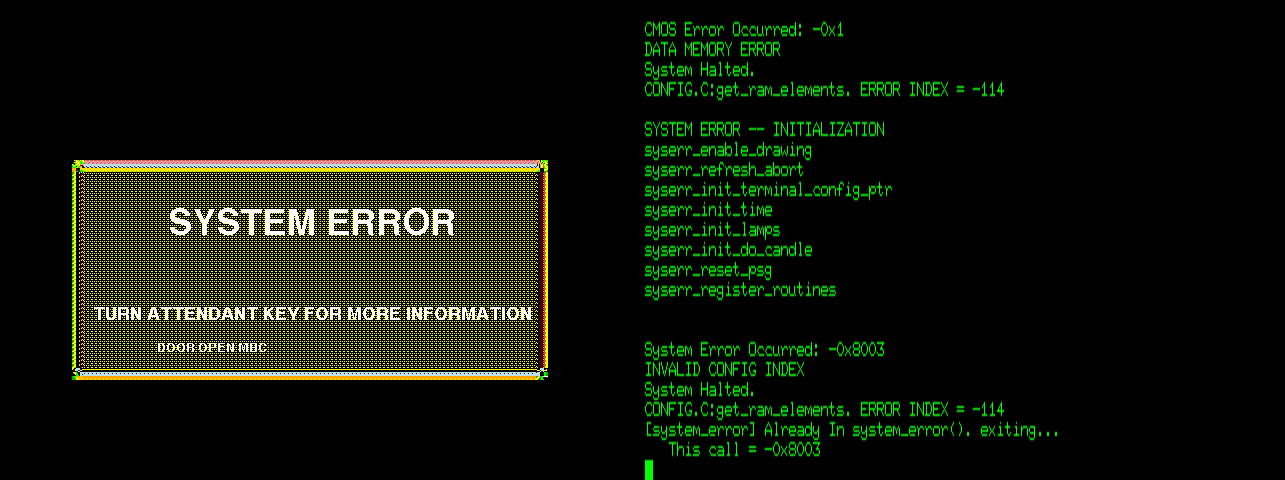 SYSTEM ERROR
TURN ATTENDANT KEY FOR MORE INFORMATION
DOOR OPEN MBC
CMOS Error Occurred: -0x1
DATA MEMORY ERROR
System Halted.
CONFIG.C:get_ram_elements. ERROR INDEX = -114
SYSTEM ERROR -- INITIALIZATION
syserr_enable_drawing
syserr_refresh_abort
syserr_init_terminal_config_ptr
syserr_init_time
syserr_init_lamps
syserr_init_do_candle
syserr_reset_psg
syserr_register_routines
System Error Occurred: -0x8003
INVALID CONFIG INDEX
System Halted.
CONFIG.C:get_ram_elements. ERROR INDEX = -114
[system_error] Already In system_error(). exiting...
This call = -0x8003